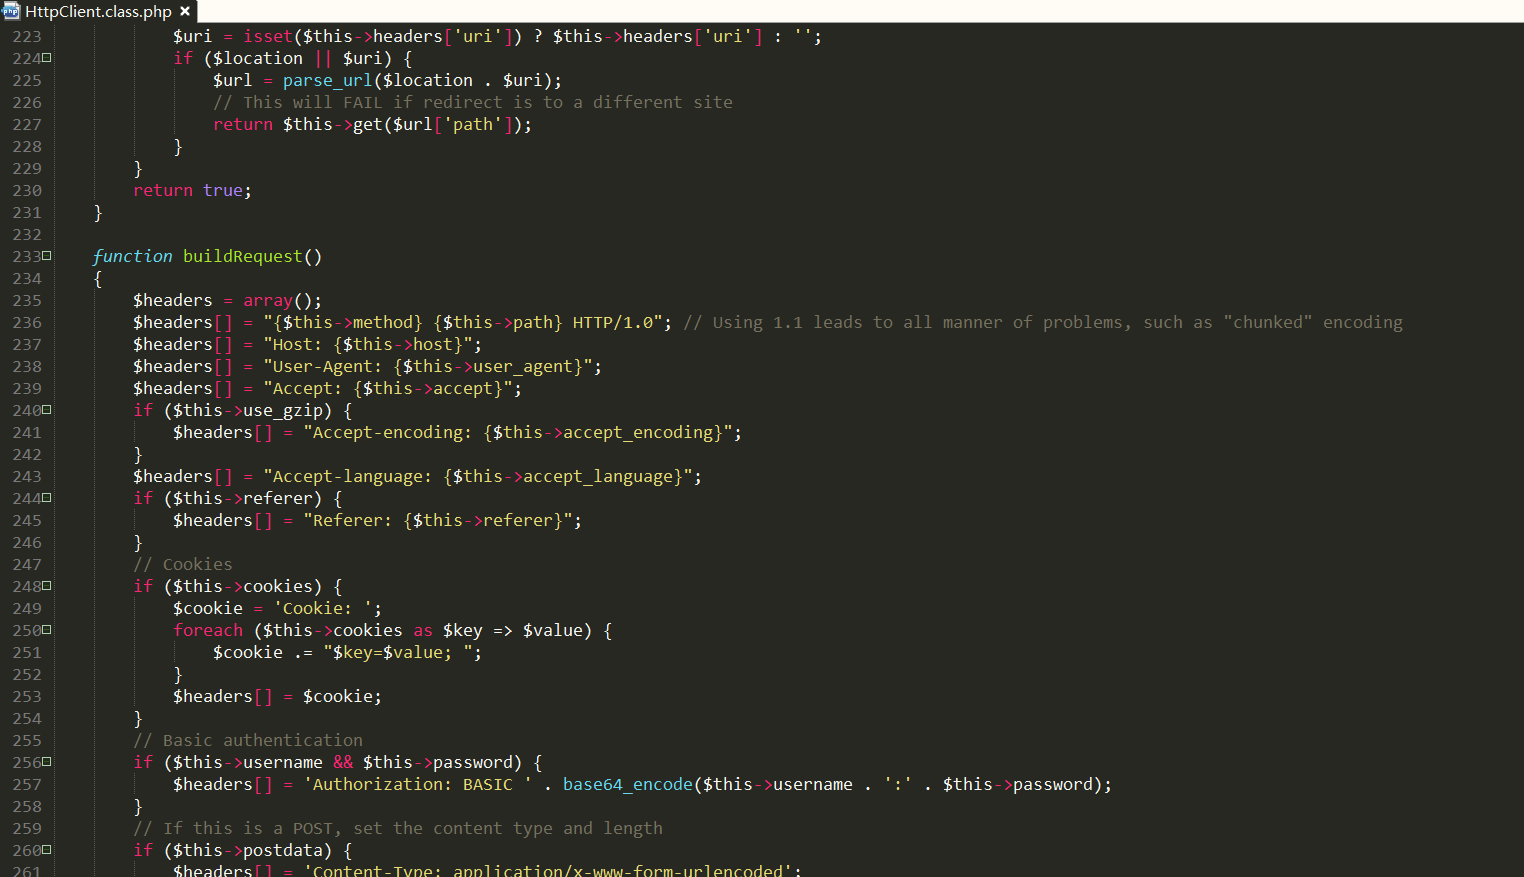 HttpClient.class.php ×
223 $uri = isset($this->headers['uri']) ? $this->headers['uri'] : '';
224 if ($location || $uri) {
225 $url = parse_url($location . $uri);
226 // This will FAIL if redirect is to a different site
227 return $this->get($url['path']);
228 }
229 }
230 return true;
231 }
232
233 function buildRequest()
234 {
235 $headers = array();
236 $headers[] = "{$this->method} {$this->path} HTTP/1.0"; // Using 1.1 leads to all manner of problems, such as "chunked" encoding
237 $headers[] = "Host: {$this->host}";
238 $headers[] = "User-Agent: {$this->user_agent}";
239 $headers[] = "Accept: {$this->accept}";
240 if ($this->use_gzip) {
241 $headers[] = "Accept-encoding: {$this->accept_encoding}";
242 }
243 $headers[] = "Accept-language: {$this->accept_language}";
244 if ($this->referer) {
245 $headers[] = "Referer: {$this->referer}";
246 }
247 // Cookies
248 if ($this->cookies) {
249 $cookie = 'Cookie: ';
250 foreach ($this->cookies as $key => $value) {
251 $cookie .= "$key=$value; ";
252 }
253 $headers[] = $cookie;
254 }
255 // Basic authentication
256 if ($this->username && $this->password) {
257 $headers[] = 'Authorization: BASIC ' . base64_encode($this->username . ':' . $this->password);
258 }
259 // If this is a POST, set the content type and length
260 if ($this->postdata) {
261 $headers[] = 'Content-Type: application/x-www-form-urlencoded';